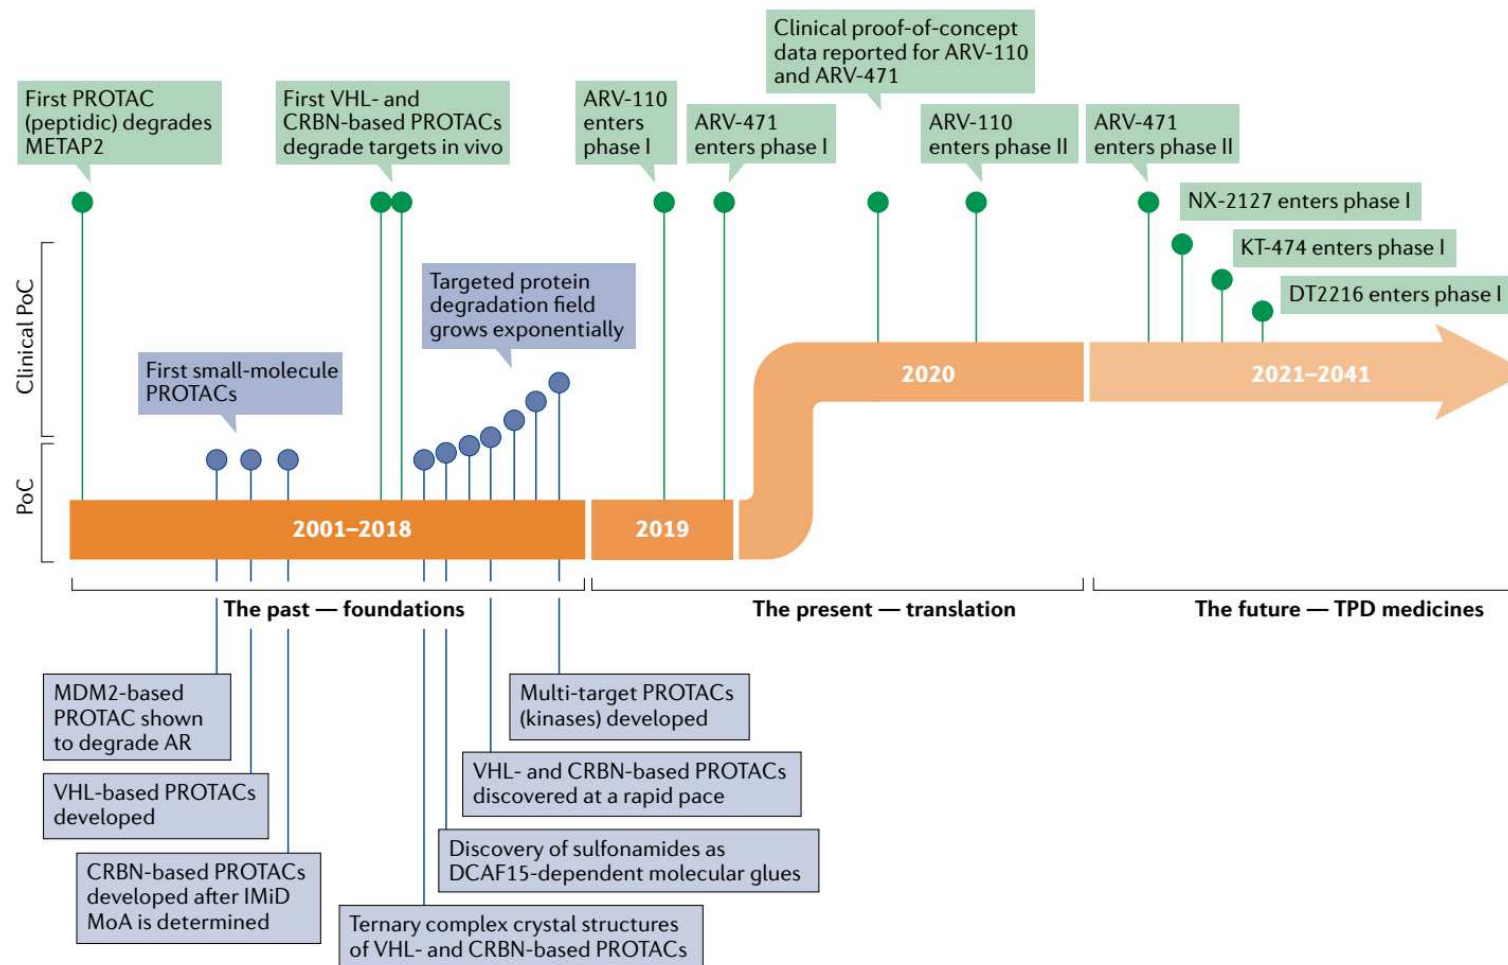 First PROTAC
(peptidic) degrades
METAP2
First VHL- and
CRBN-based PROTACs
degrade targets in vivo
ARV-110
enters
phase I
ARV-471
enters phase I
Clinical proof-of-concept
data reported for ARV-110
and ARV-471
ARV-110
enters phase II
ARV-471
enters phase II
NX-2127 enters phase I
KT-474 enters phase I
DT2216 enters phase I
Clinical PoC
PoC
First small-molecule
PROTACs
Targeted protein
degradation field
grows exponentially
2001–2018
2019
2020
2021–2041
The past — foundations
The present — translation
The future — TPD medicines
MDM2-based
PROTAC shown
to degrade AR
VHL-based PROTACs
developed
CRBN-based PROTACs
developed after IMiD
MoA is determined
Ternary complex crystal structures
of VHL- and CRBN-based PROTACs
Discovery of sulfonamides as
DCAF15-dependent molecular glues
VHL- and CRBN-based PROTACs
discovered at a rapid pace
Multi-target PROTACs
(kinases) developed